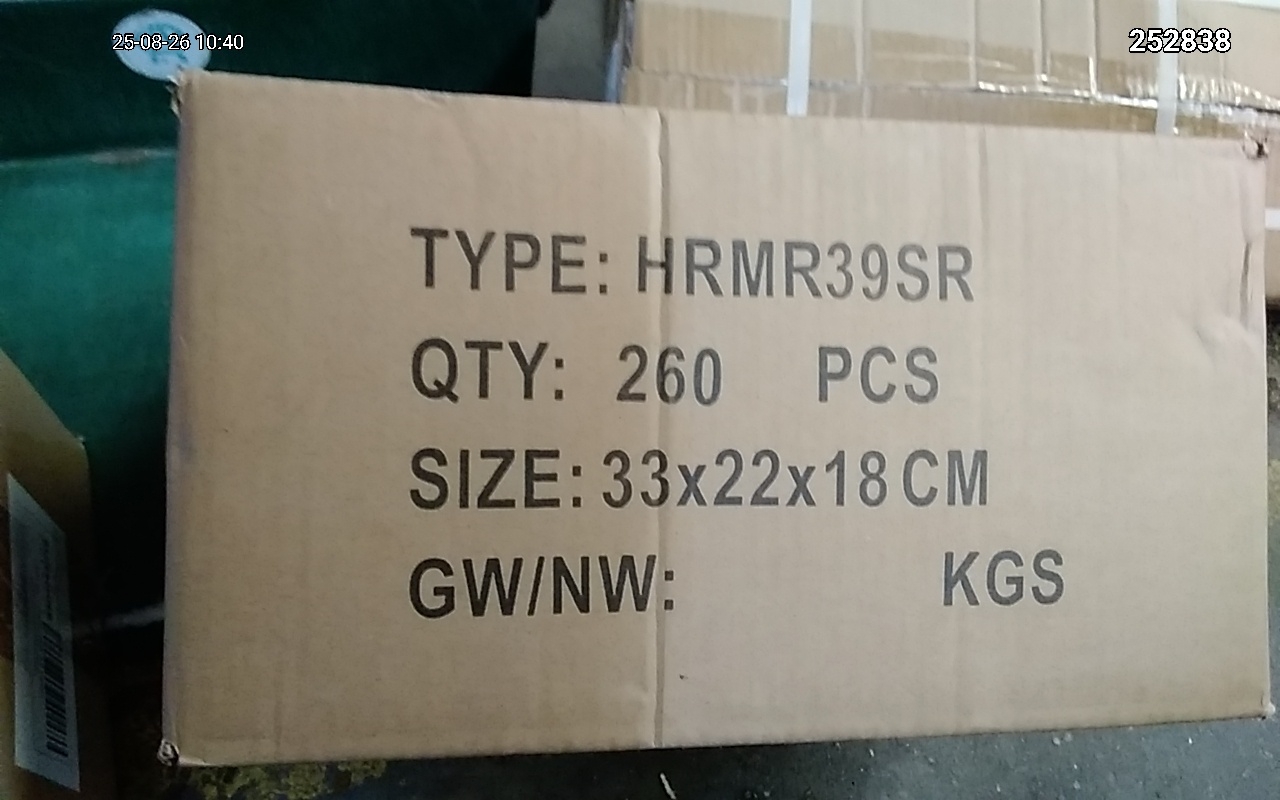 25-08-26 10:40
252838
TYPE: HRMR39SR
QTY: 260 PCS
SIZE: 33x22x18 CM
GW/NW: KGS